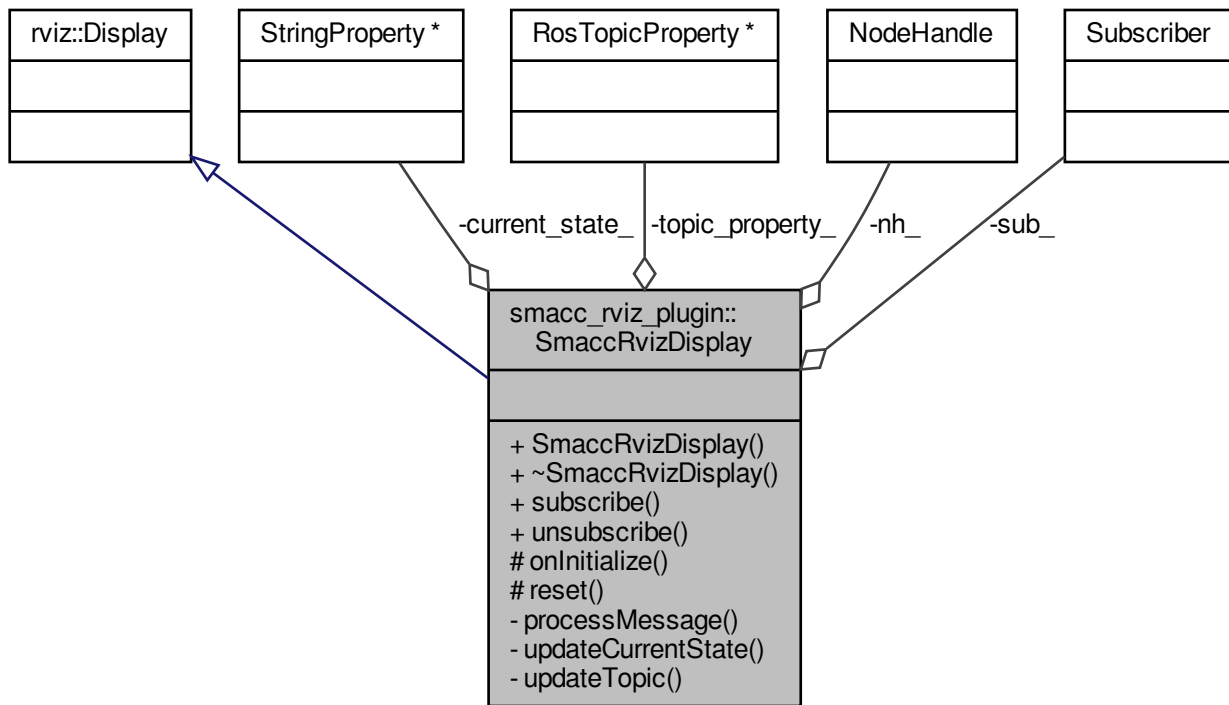 rviz::Display
StringProperty *
RosTopicProperty *
NodeHandle
Subscriber
-current_state_
-topic_property_
-nh_
-sub_
smacc_rviz_plugin::
SmaccRvizDisplay
+ SmaccRvizDisplay()
+ ~SmaccRvizDisplay()
+ subscribe()
+ unsubscribe()
# onInitialize()
# reset()
- processMessage()
- updateCurrentState()
- updateTopic()